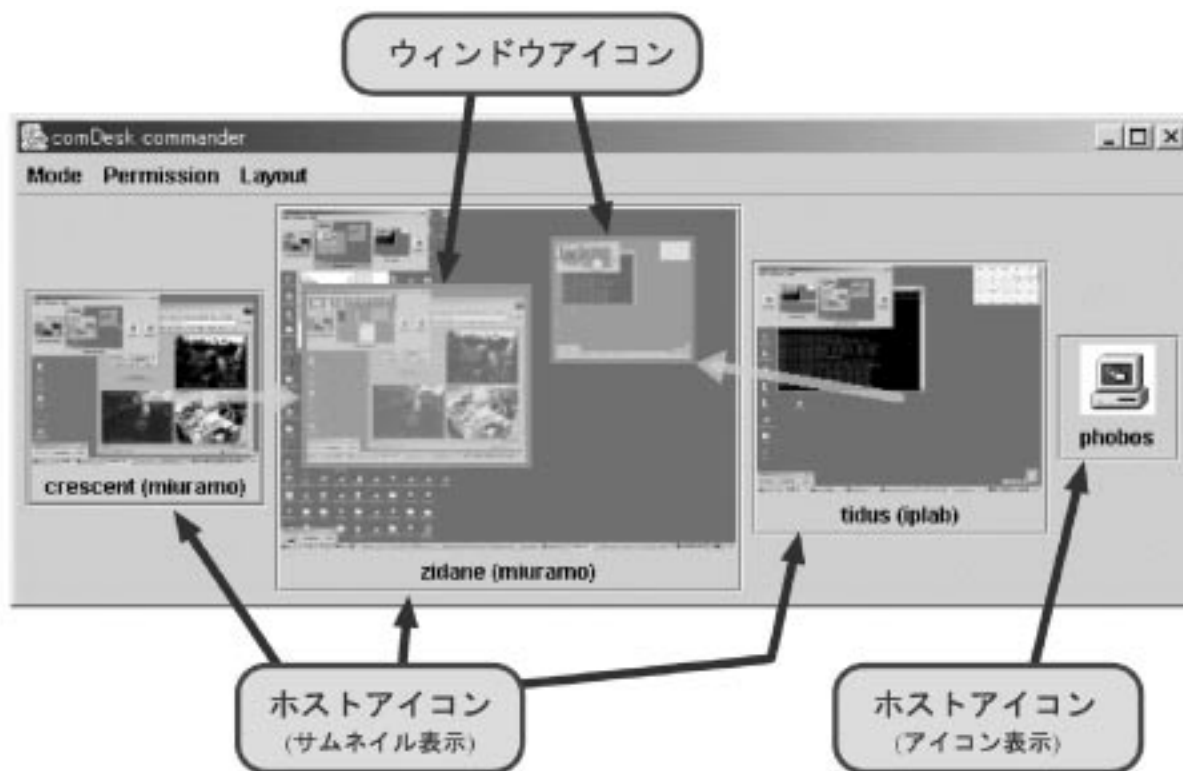 ウィンドウアイコン
comDesk commander
Mode Permission Layout
crescent (miuramo)
zidane (miuramo)
tidus (iplab)
phobos
ホストアイコン
(サムネイル表示)
ホストアイコン
(アイコン表示)